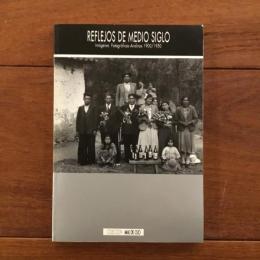 REFLEJOS DE MEDIO SIGLO
Imágenes Fotográficas Andinas 1900/1950